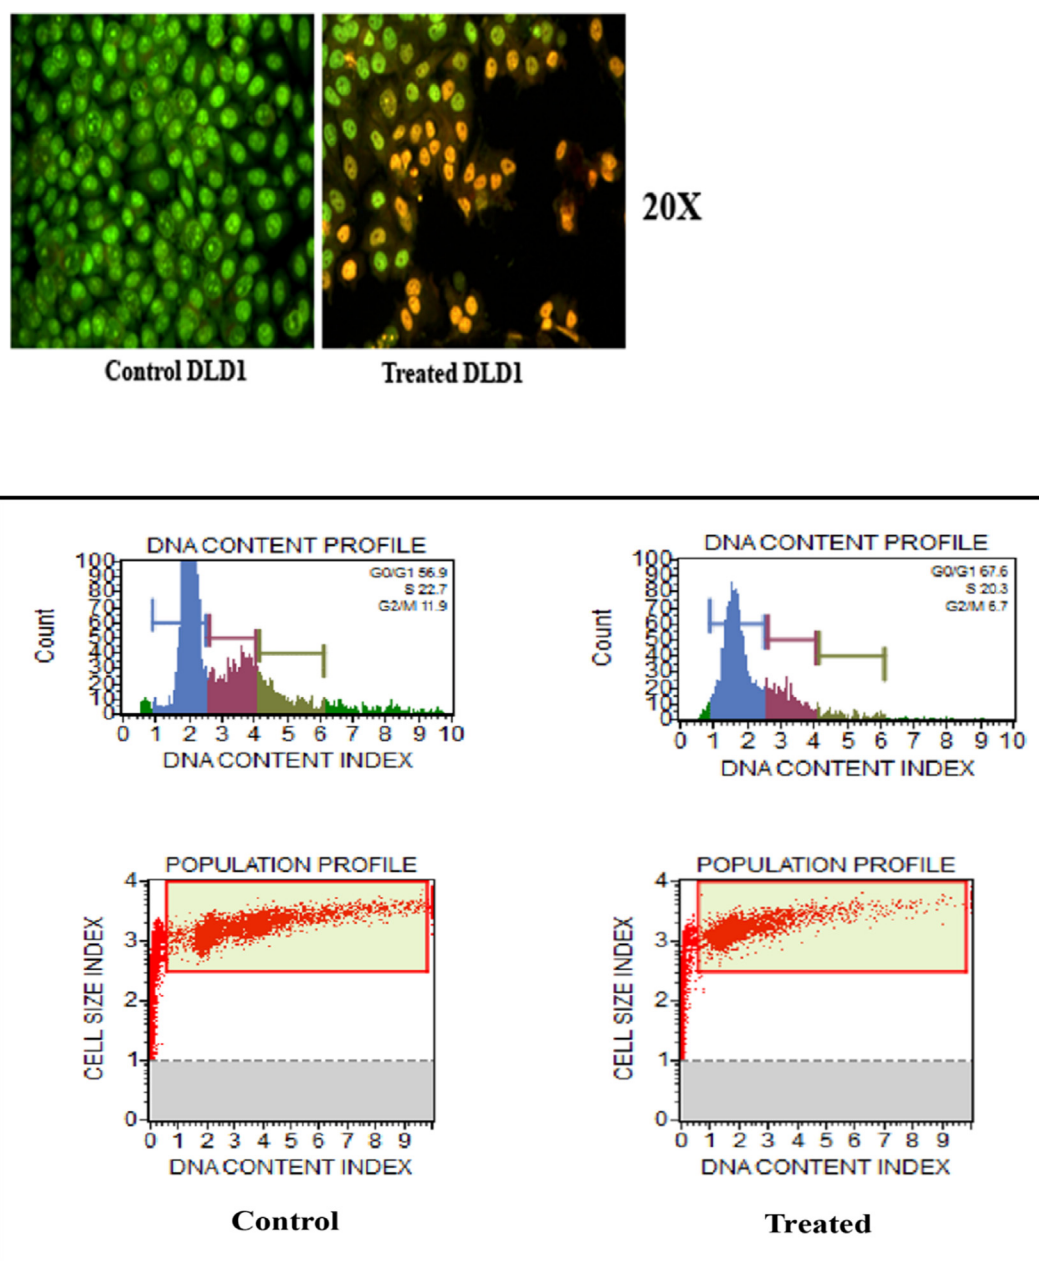 20X
Control DLD1
Treated DLD1
DNA CONTENT PROFILE
G0/G1 56.9
S 22.7
G2/M 11.9
100
90
80
70
60
50
40
30
20
10
0
Count
0 1 2 3 4 5 6 7 8 9 10
DNA CONTENT INDEX
DNA CONTENT PROFILE
G0/G1 67.6
S 20.3
G2/M 6.7
100
90
80
70
60
50
40
30
20
10
0
Count
0 1 2 3 4 5 6 7 8 9 10
DNA CONTENT INDEX
POPULATION PROFILE
4
3
2
1
0
CELL SIZE INDEX
0 1 2 3 4 5 6 7 8 9
DNA CONTENT INDEX
Control
POPULATION PROFILE
4
3
2
1
0
CELL SIZE INDEX
0 1 2 3 4 5 6 7 8 9
DNA CONTENT INDEX
Treated